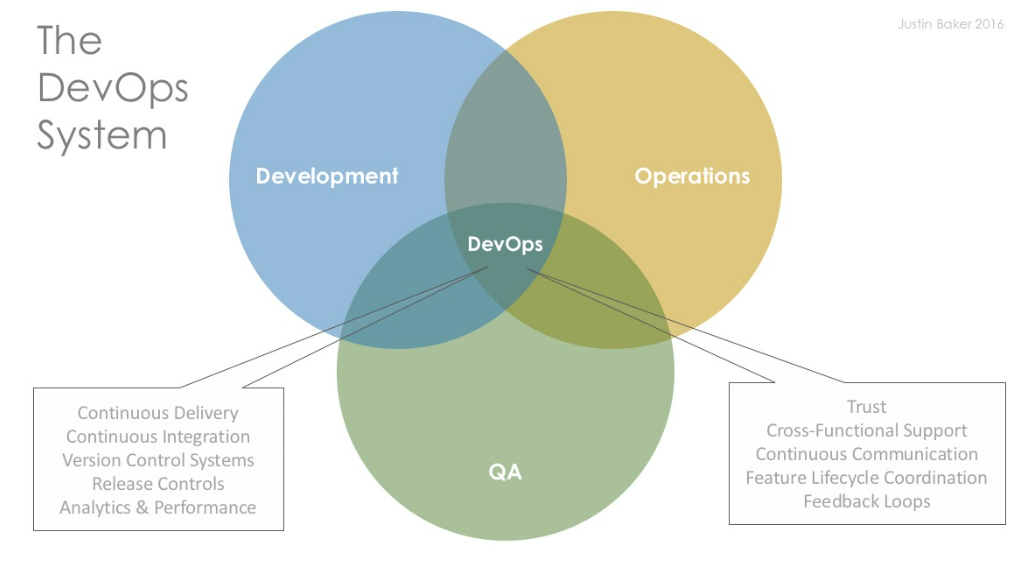 The
DevOps
System
Justin Baker 2016
Development
Operations
DevOps
QA
Continuous Delivery
Continuous Integration
Version Control Systems
Release Controls
Analytics & Performance
Trust
Cross-Functional Support
Continuous Communication
Feature Lifecycle Coordination
Feedback Loops